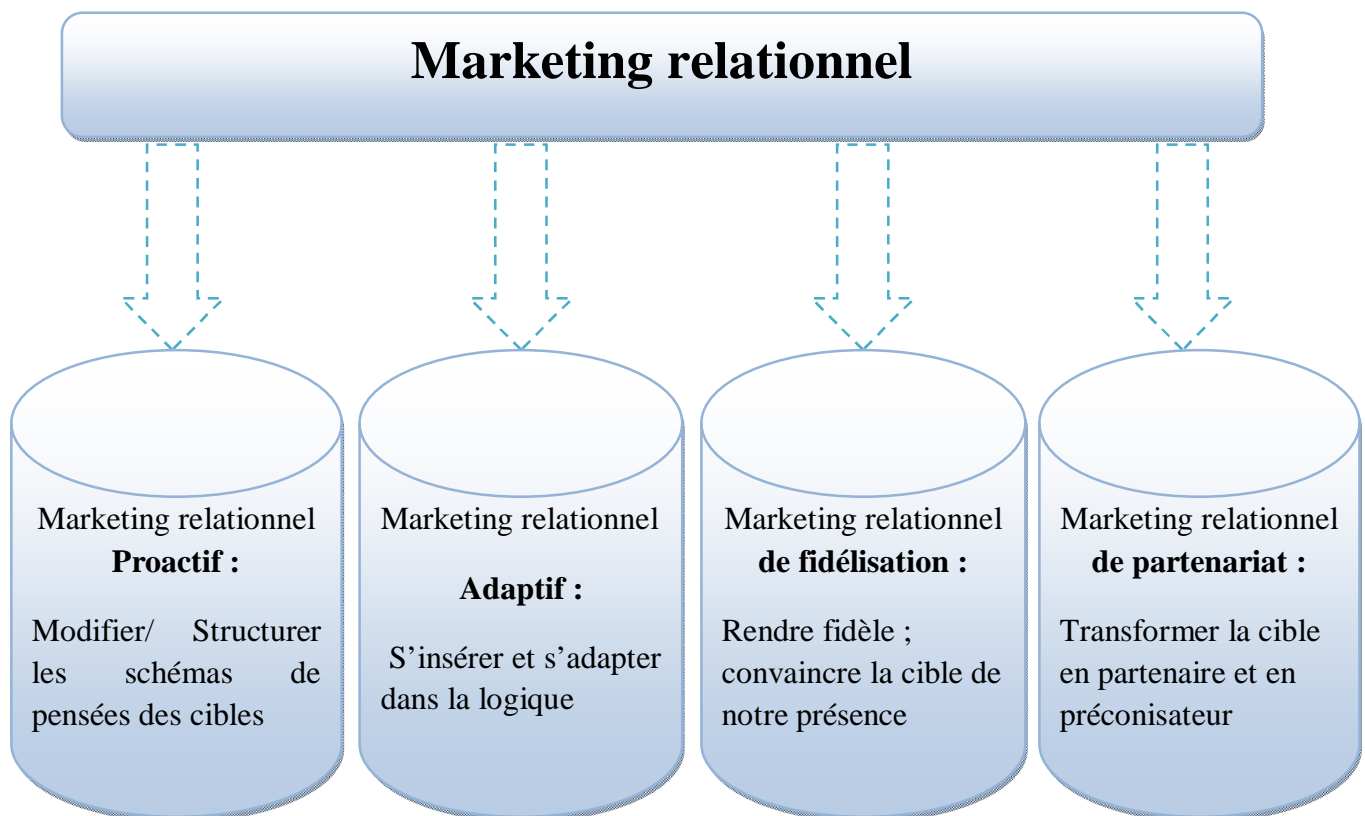 Marketing relationnel
Marketing relationnel
Proactif :
Modifier/ Structurer
les schémas de
pensées des cibles
Marketing relationnel
Adaptif :
S’insérer et s’adapter
dans la logique
Marketing relationnel
de fidélisation :
Rendre fidèle ;
convaincre la cible de
notre présence
Marketing relationnel
de partenariat :
Transformer la cible
en partenaire et en
préconisateur